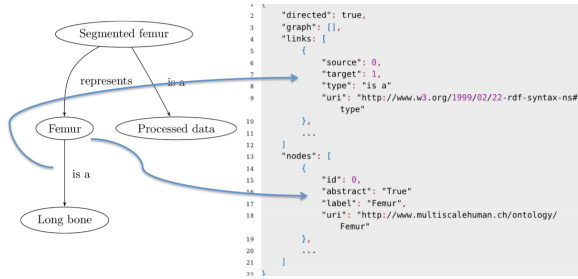 Segmented femur
represents
is a
Femur
Processed data
is a
Long bone
1 {
2 "directed": true,
3 "graph": [],
4 "links": [
5 {
6 "source": 0,
7 "target": 1,
8 "type": "is a"
9 "uri": "http://www.w3.org/1999/02/22-rdf-syntax-ns#
type"
10 },
11 ...
12 ]
13 "nodes": [
14 {
15 "id": 0,
16 "abstract": "True"
17 "label": "Femur",
18 "uri": "http://www.multiscalehuman.ch/ontology/
Femur"
19 },
20 ...
21 ]
22 }